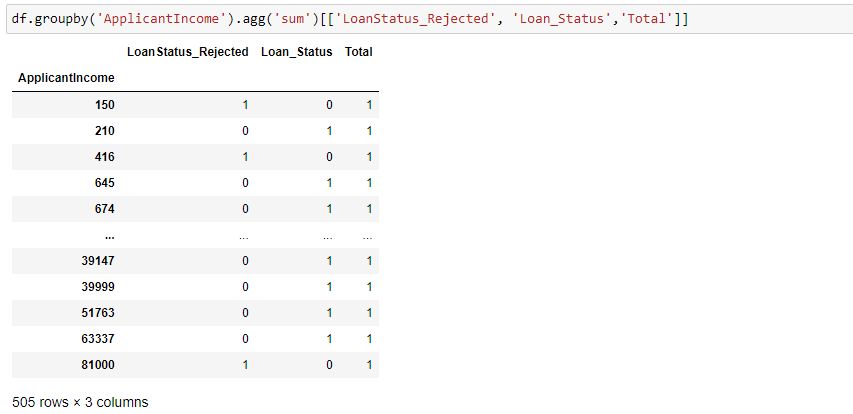 df.groupby('ApplicantIncome').agg('sum')[['LoanStatus_Rejected', 'Loan_Status','Total']]
LoanStatus_Rejected Loan_Status Total
ApplicantIncome
150 1 0 1
210 0 1 1
416 1 0 1
645 0 1 1
674 0 1 1
... ... ... ...
39147 0 1 1
39999 0 1 1
51763 0 1 1
63337 0 1 1
81000 1 0 1
505 rows × 3 columns